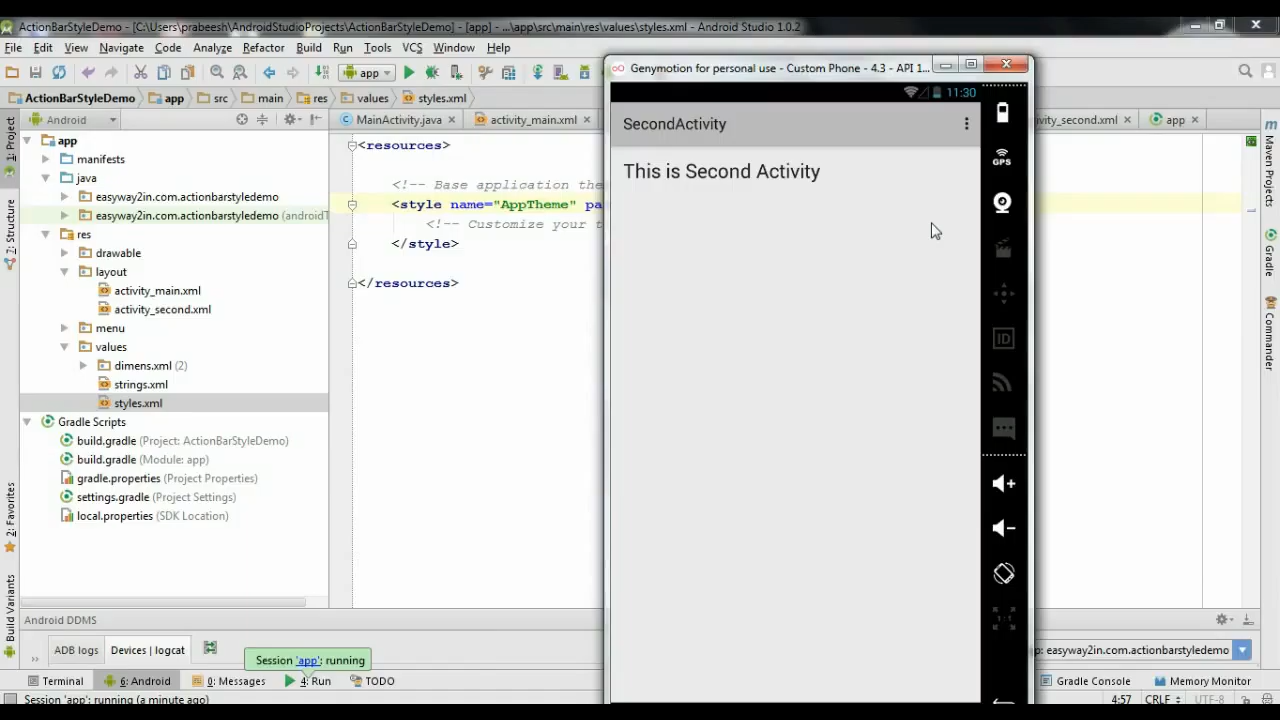 ActionBarStyleDemo - [C:\Users\prabeesh\AndroidStudioProjects\ActionBarStyleDemo] - [app] - ...\app\src\main\res\values\styles.xml - Android Studio 1.0.2
File Edit View Navigate Code Analyze Refactor Build Run Tools VCS Window Help
app
ActionBarStyleDemo app src main res values styles.xml
Android
MainActivity.java activity_main.xml
ivity_second.xml app
1: Project
7: Structure
2: Favorites
Build Variants
app
manifests
java
easyway2in.com.actionbarstyledemo
easyway2in.com.actionbarstyledemo (androidT
res
drawable
layout
activity_main.xml
activity_second.xml
menu
values
dimens.xml (2)
strings.xml
styles.xml
Gradle Scripts
build.gradle (Project: ActionBarStyleDemo)
build.gradle (Module: app)
gradle.properties (Project Properties)
settings.gradle (Project Settings)
local.properties (SDK Location)
<resources>
<!-- Base application the
<style name="AppTheme" pa
<!-- Customize your t
</style>
</resources>
Genymotion for personal use - Custom Phone - 4.3 - API 1...
11:30
SecondActivity
This is Second Activity
GPS
ID
1:1
Maven Projects
Gradle
Commander
Android DDMS
ADB logs Devices | logcat
p: easyway2in.com.actionbarstyledemo
Session 'app': running
Terminal 6: Android 0: Messages 4: Run TODO
Gradle Console Memory Monitor
Session 'app': running (a minute ago)
4:57 CRLF UTF-8